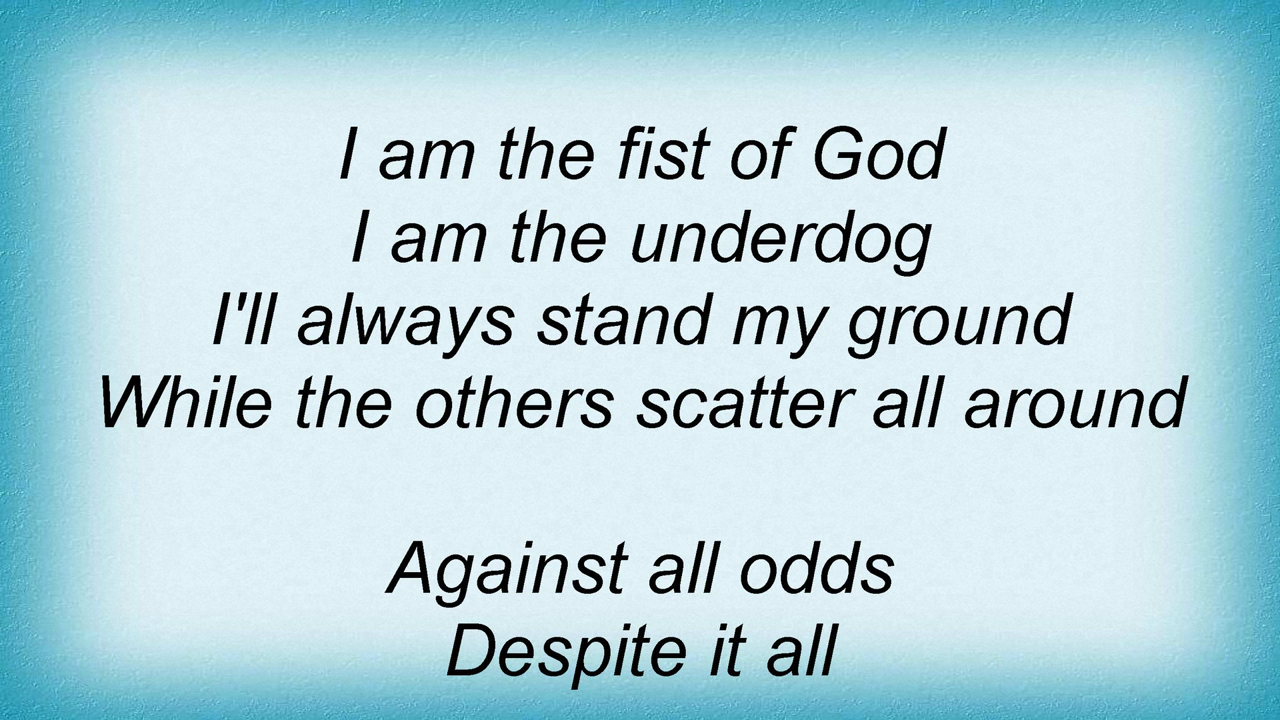 I am the fist of God
I am the underdog
I'll always stand my ground
While the others scatter all around
Against all odds
Despite it all